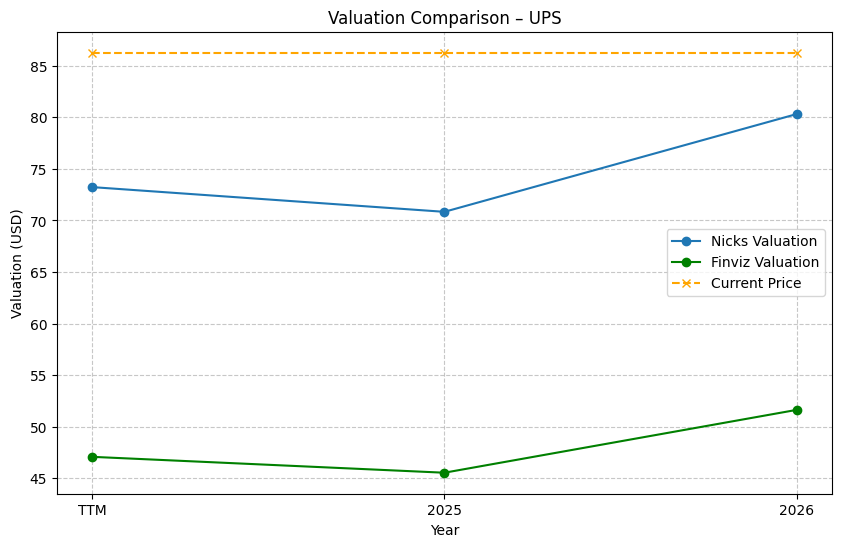 Valuation Comparison – UPS
Valuation (USD)
85
80
75
70
65
60
55
50
45
Nicks Valuation
Finviz Valuation
Current Price
TTM 2025 2026
Year